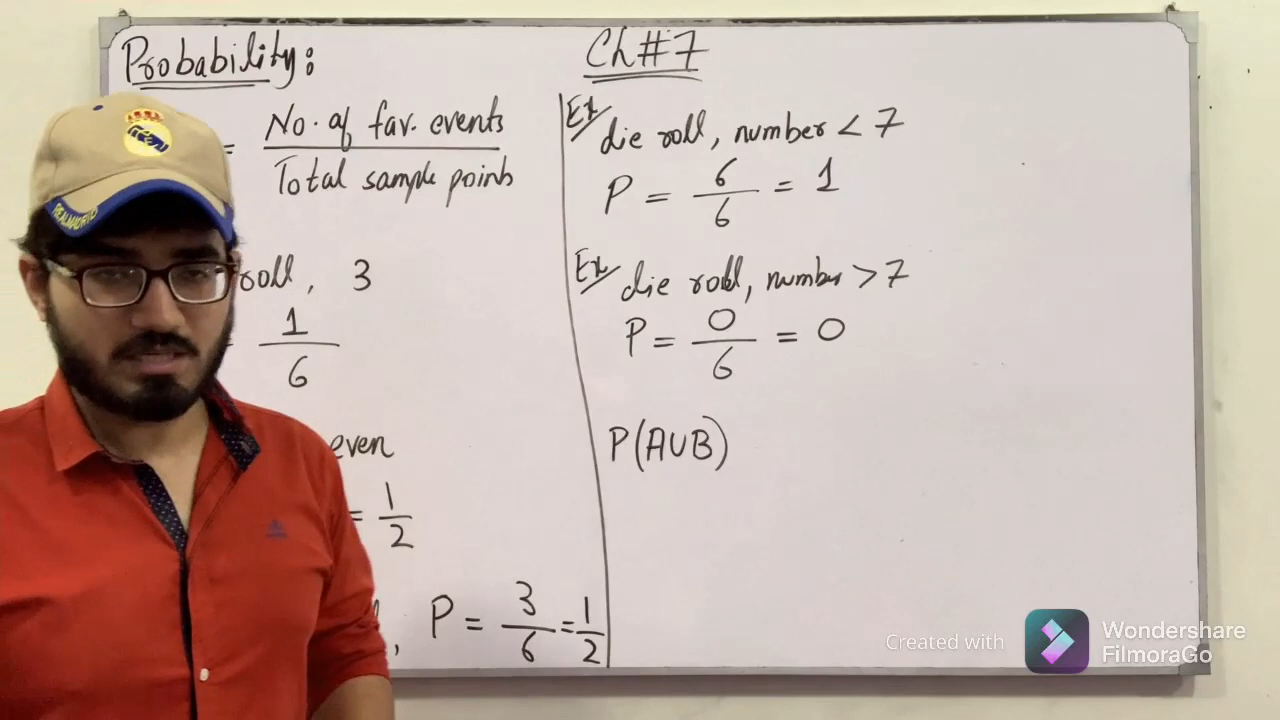 Probability:
= No. of fav. events
Total sample points
roll, 3
1
6
even
= 1/2
, P = 3/6 = 1/2
Ch#7
Ex die roll, number < 7
P = 6/6 = 1
Ex die roll, number > 7
P = 0/6 = 0
P(A∪B)
REALMADRID
Created with
Wondershare
FilmoraGo